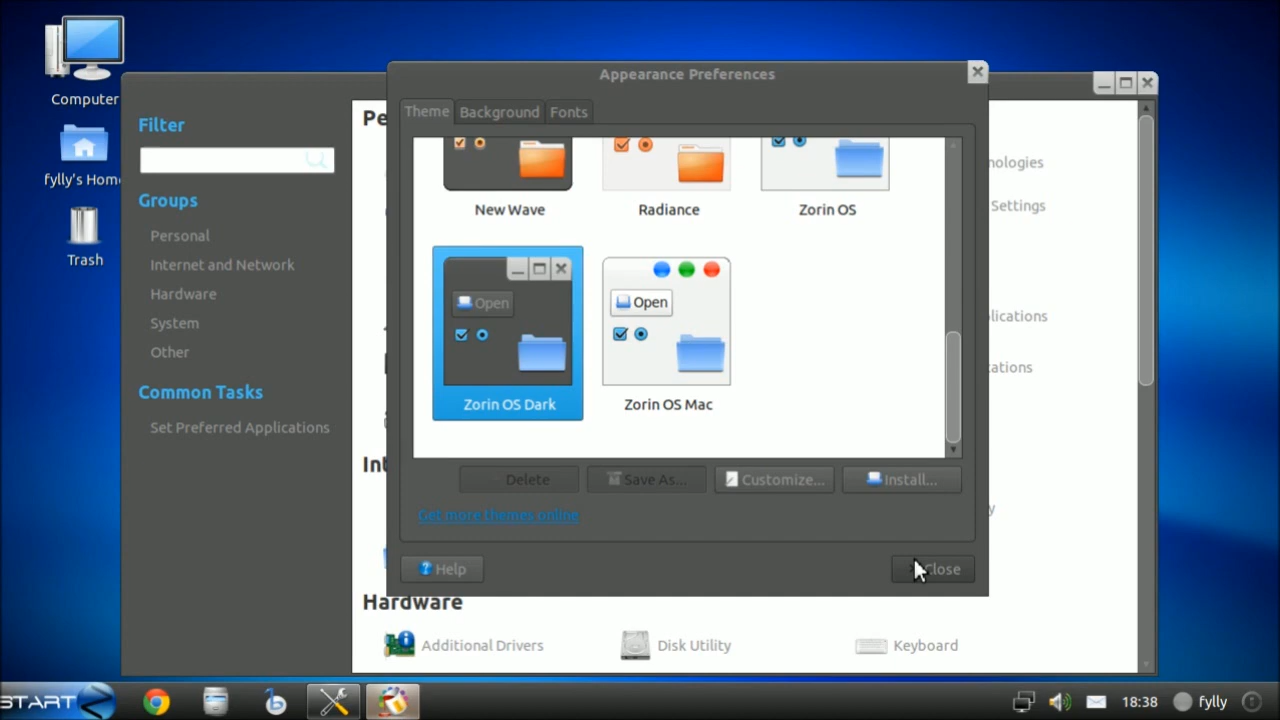 Computer
fylly's Home
Trash
Filter
Groups
Personal
Internet and Network
Hardware
System
Other
Common Tasks
Set Preferred Applications
Appearance Preferences
Theme
Background
Fonts
New Wave
Radiance
Zorin OS
Open
Open
Zorin OS Dark
Zorin OS Mac
Delete
Save As...
Customize...
Install...
Get more themes online
Help
Close
Settings
Hardware
Additional Drivers
Disk Utility
Keyboard
START
18:38
fylly